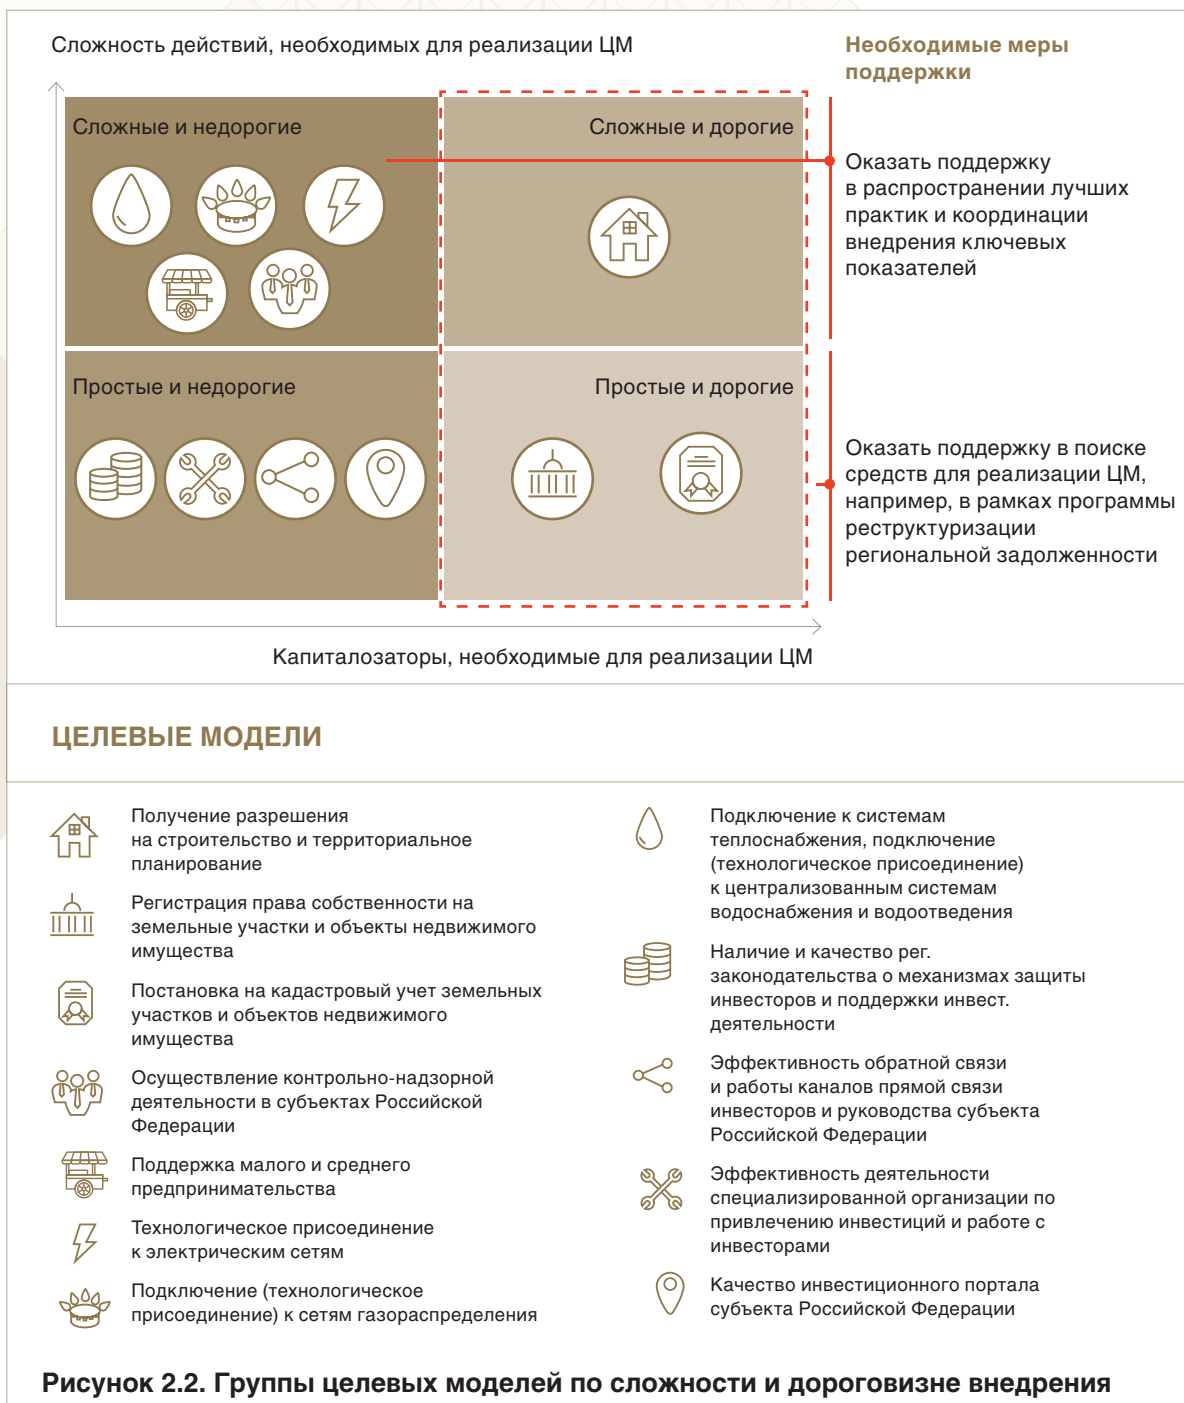 Сложность действий, необходимых для реализации ЦМ
Необходимые меры
поддержки
Сложные и недорогие
Сложные и дорогие
Оказать поддержку
в распространении лучших
практик и координации
внедрения ключевых
показателей
Простые и недорогие
Простые и дорогие
Оказать поддержку в поиске
средств для реализации ЦМ,
например, в рамках программы
реструктуризации
региональной задолженности
Капиталозаторы, необходимые для реализации ЦМ
ЦЕЛЕВЫЕ МОДЕЛИ
Получение разрешения
на строительство и территориальное
планирование
Регистрация права собственности на
земельные участки и объекты недвижимого
имущества
Постановка на кадастровый учет земельных
участков и объектов недвижимого
имущества
Осуществление контрольно-надзорной
деятельности в субъектах Российской
Федерации
Поддержка малого и среднего
предпринимательства
Технологическое присоединение
к электрическим сетям
Подключение (технологическое
присоединение) к сетям газораспределения
Подключение к системам
теплоснабжения, подключение
(технологическое присоединение)
к централизованным системам
водоснабжения и водоотведения
Наличие и качество рег.
законодательства о механизмах защиты
инвесторов и поддержки инвест.
деятельности
Эффективность обратной связи
и работы каналов прямой связи
инвесторов и руководства субъекта
Российской Федерации
Эффективность деятельности
специализированной организации по
привлечению инвестиций и работе с
инвесторами
Качество инвестиционного портала
субъекта Российской Федерации
Рисунок 2.2. Группы целевых моделей по сложности и дороговизне внедрения